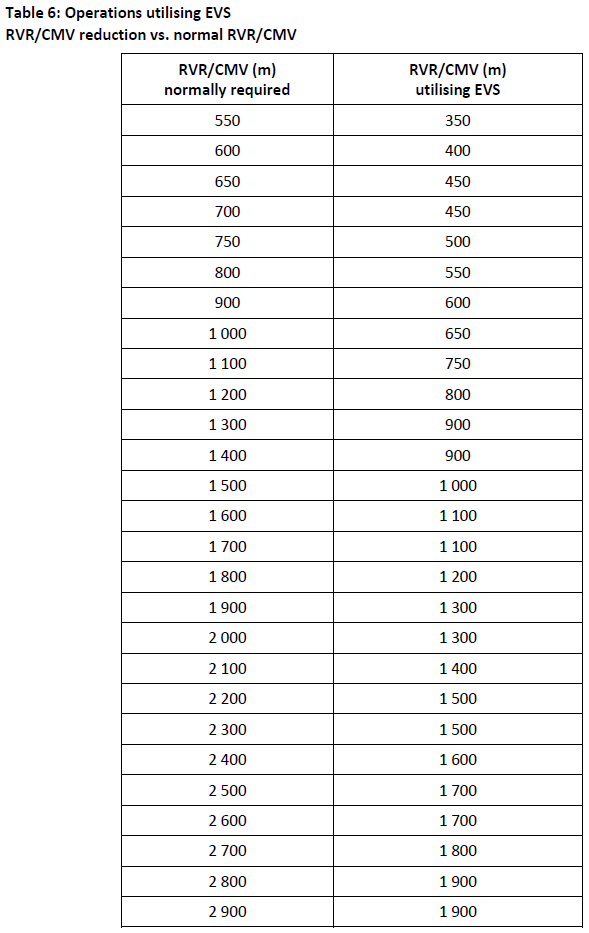 Table 6: Operations utilising EVS
RVR/CMV reduction vs. normal RVR/CMV
RVR/CMV (m) RVR/CMV (m)
normally required utilising EVS
550 350
600 400
650 450
700 450
750 500
800 550
900 600
1 000 650
1 100 750
1 200 800
1 300 900
1 400 900
1 500 1 000
1 600 1 100
1 700 1 100
1 800 1 200
1 900 1 300
2 000 1 300
2 100 1 400
2 200 1 500
2 300 1 500
2 400 1 600
2 500 1 700
2 600 1 700
2 700 1 800
2 800 1 900
2 900 1 900